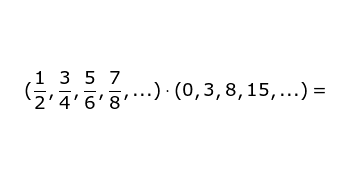 (1/2, 3/4, 5/6, 7/8, ...) · (0, 3, 8, 15, ...) =